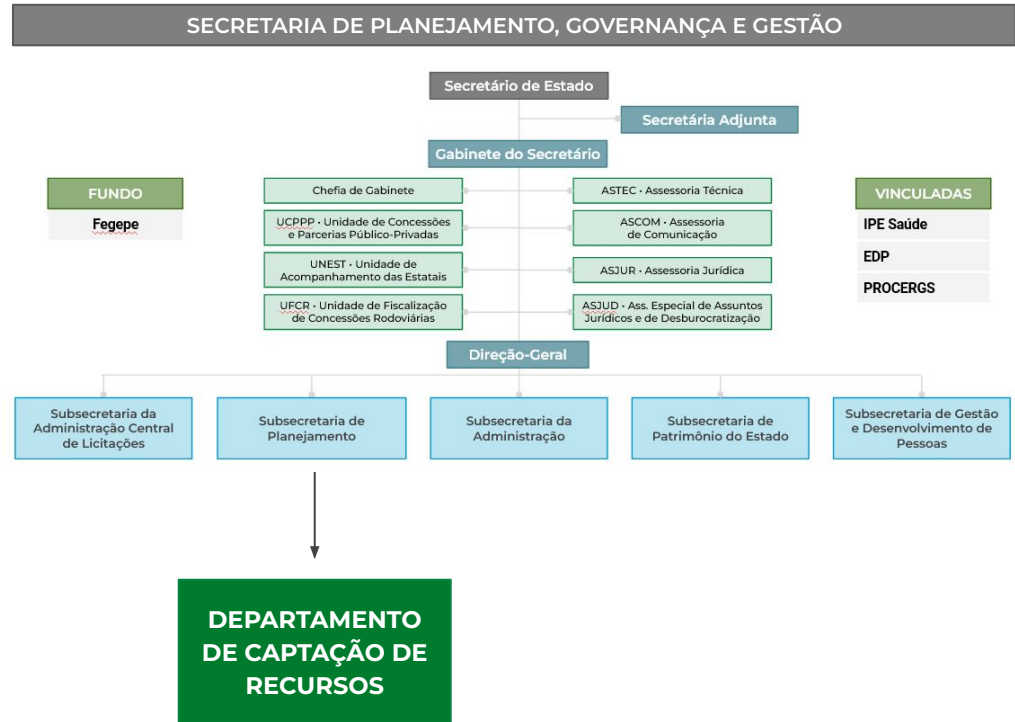 SECRETARIA DE PLANEJAMENTO, GOVERNANÇA E GESTÃO
Secretário de Estado
Secretária Adjunta
Gabinete do Secretário
FUNDO
Fegepe
Chefia de Gabinete
UCPPP • Unidade de Concessões
e Parcerias Público-Privadas
UNEST • Unidade de
Acompanhamento das Estatais
UFCR • Unidade de Fiscalização
de Concessões Rodoviárias
ASTEC • Assessoria Técnica
ASCOM • Assessoria
de Comunicação
ASJUR • Assessoria Jurídica
ASJUD • Ass. Especial de Assuntos
Jurídicos e de Desburocratização
VINCULADAS
IPE Saúde
EDP
PROCERGS
Direção-Geral
Subsecretaria da
Administração Central
de Licitações
Subsecretaria de
Planejamento
Subsecretaria da
Administração
Subsecretaria de
Patrimônio do Estado
Subsecretaria de Gestão
e Desenvolvimento de
Pessoas
DEPARTAMENTO
DE CAPTAÇÃO DE
RECURSOS